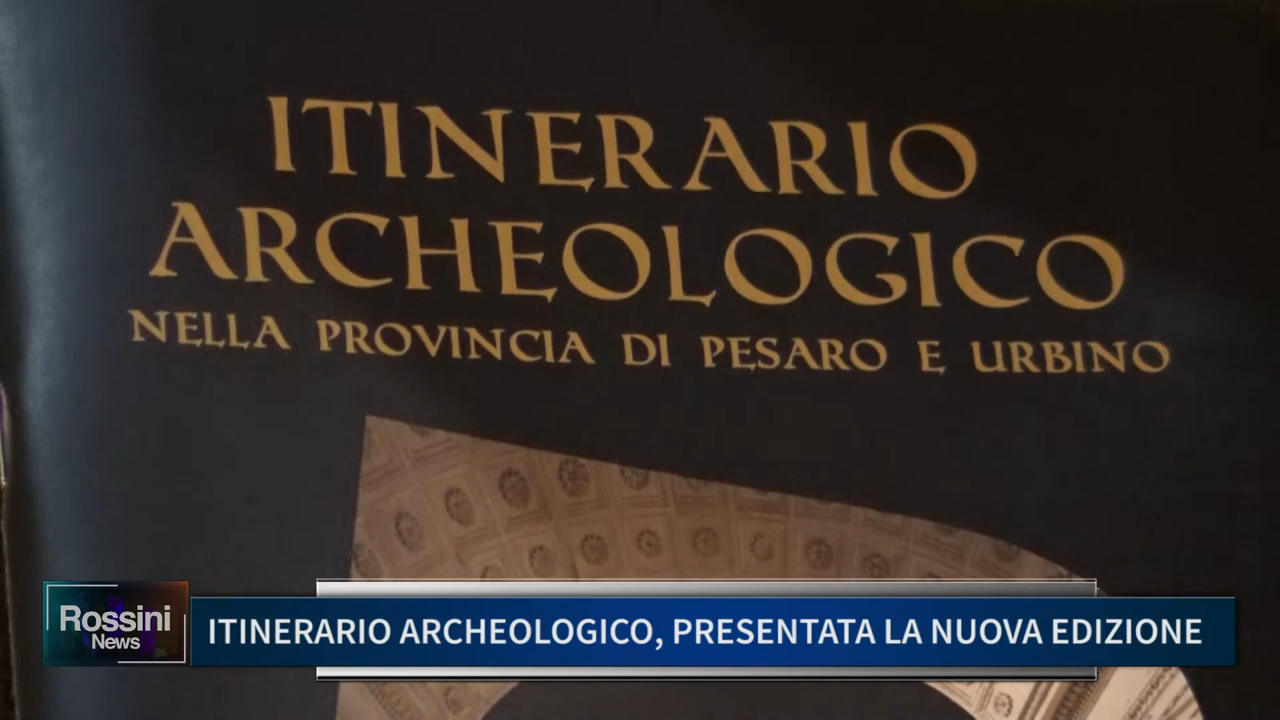 ITINERARIO
ARCHEOLOGICO
NELLA PROVINCIA DI PESARO E URBINO
Rossini
News
ITINERARIO ARCHEOLOGICO, PRESENTATA LA NUOVA EDIZIONE